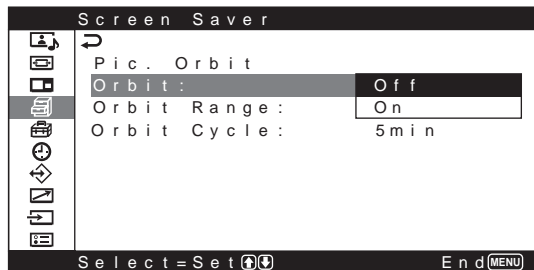 Screen Saver
Pic. Orbit
Orbit: Off
Orbit Range: On
Orbit Cycle: 5min
Select=Set End MENU